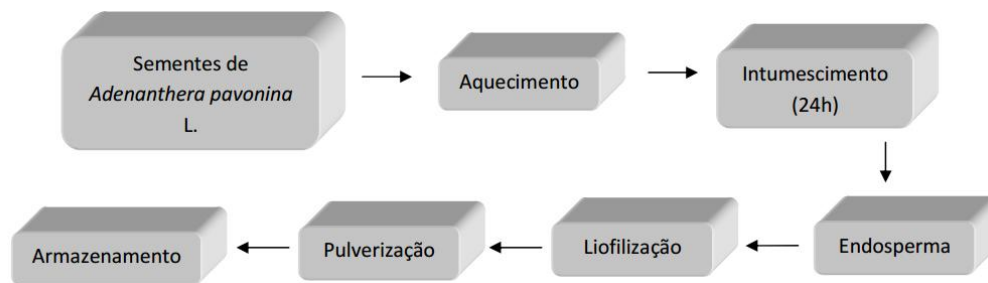 Sementes de
Adenanthera pavonina
L.
Aquecimento
Intumescimento
(24h)
Endosperma
Liofilização
Pulverização
Armazenamento